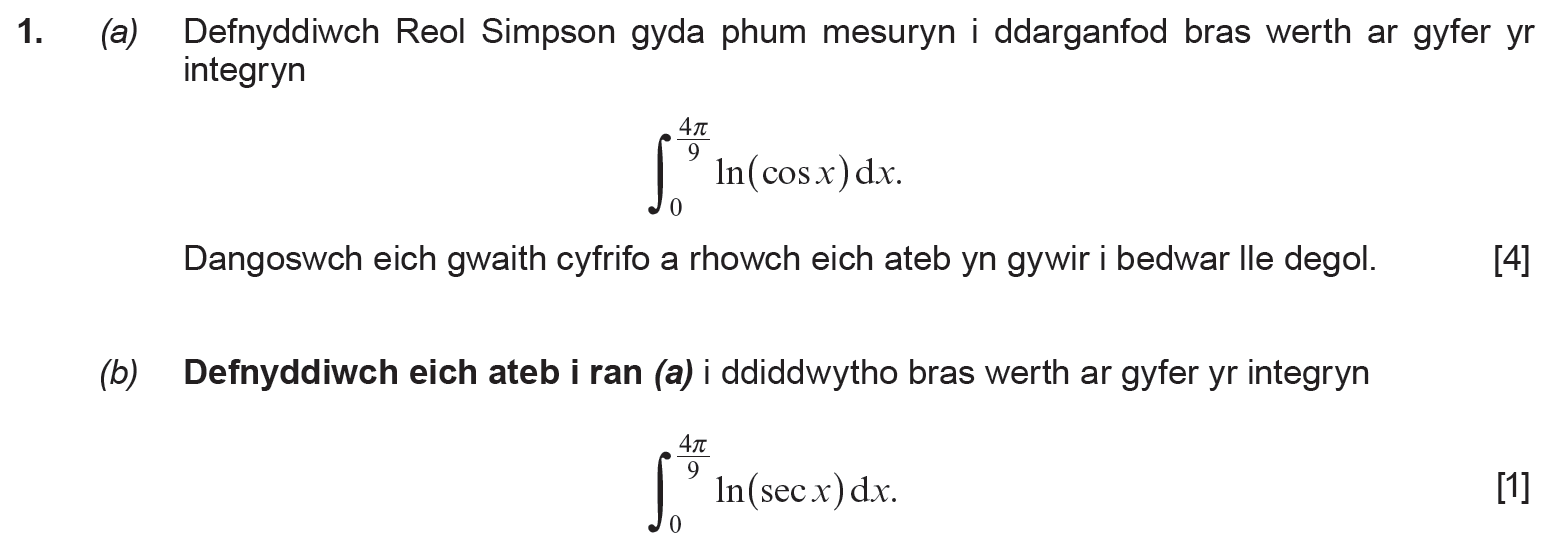 1. (a) Defnyddiwch Reol Simpson gyda phum mesuryn i ddarganfod bras werth ar gyfer yr
integryn
∫₀^{4π/9} ln(cos x) dx.
Dangoswch eich gwaith cyfrifo a rhowch eich ateb yn gywir i bedwar lle degol. [4]
(b) Defnyddiwch eich ateb i ran (a) i ddiddwytho bras werth ar gyfer yr integryn
∫₀^{4π/9} ln(sec x) dx. [1]